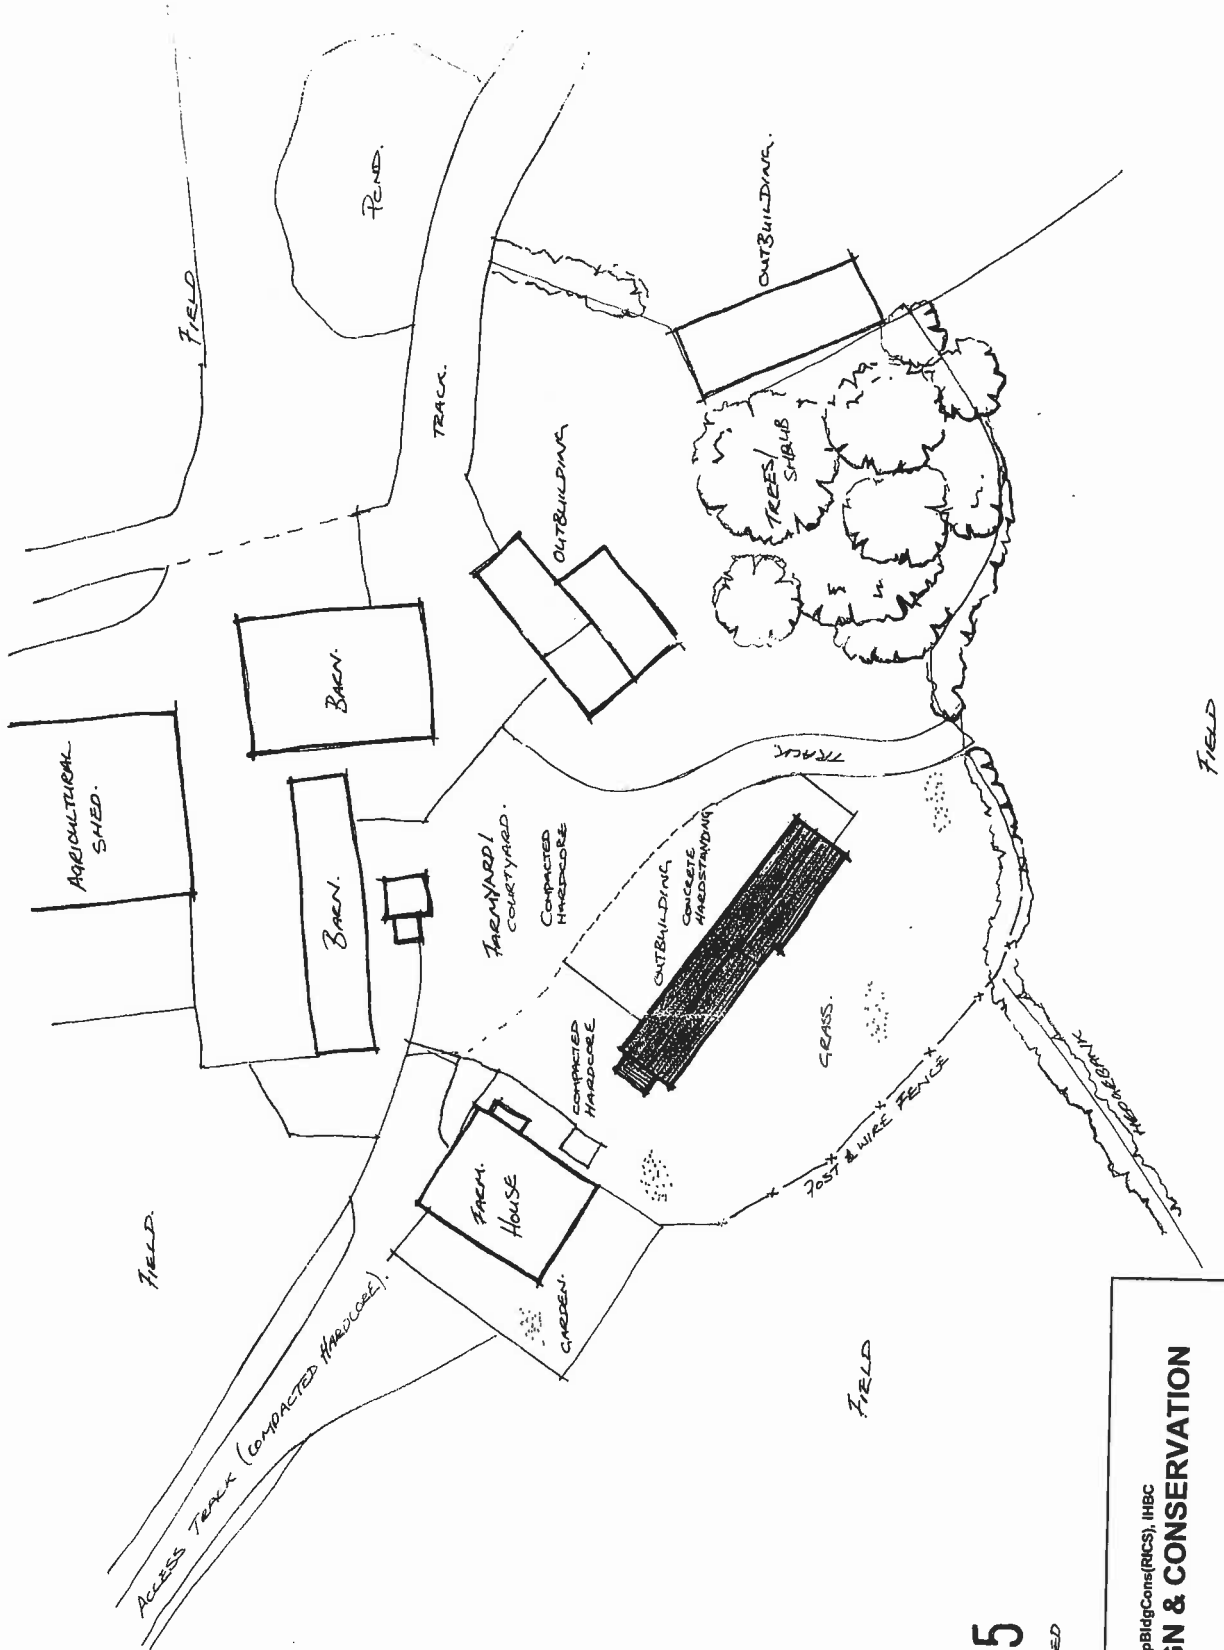 FIELD
POND.
TRACK.
OUTBUILDING.
OUTBUILDING
TREES/
SHRUB
AGRICULTURAL
SHED.
BARN.
BARN.
FARMYARD/
COURTYARD.
COMPACTED
HARDCORE
TRACK
OUTBUILDING
CONCRETE
HARDSTANDING
COMPACTED
HARDCORE
GRASS.
FARM.
HOUSE
GARDEN.
POST & WIRE FENCE
HEDGEBANK
FIELD.
ACCESS TRACK (COMPACTED HARDCORE).
FIELD
FIELD
5
ED
pBldgCons(RICS), IHBC
GN & CONSERVATION